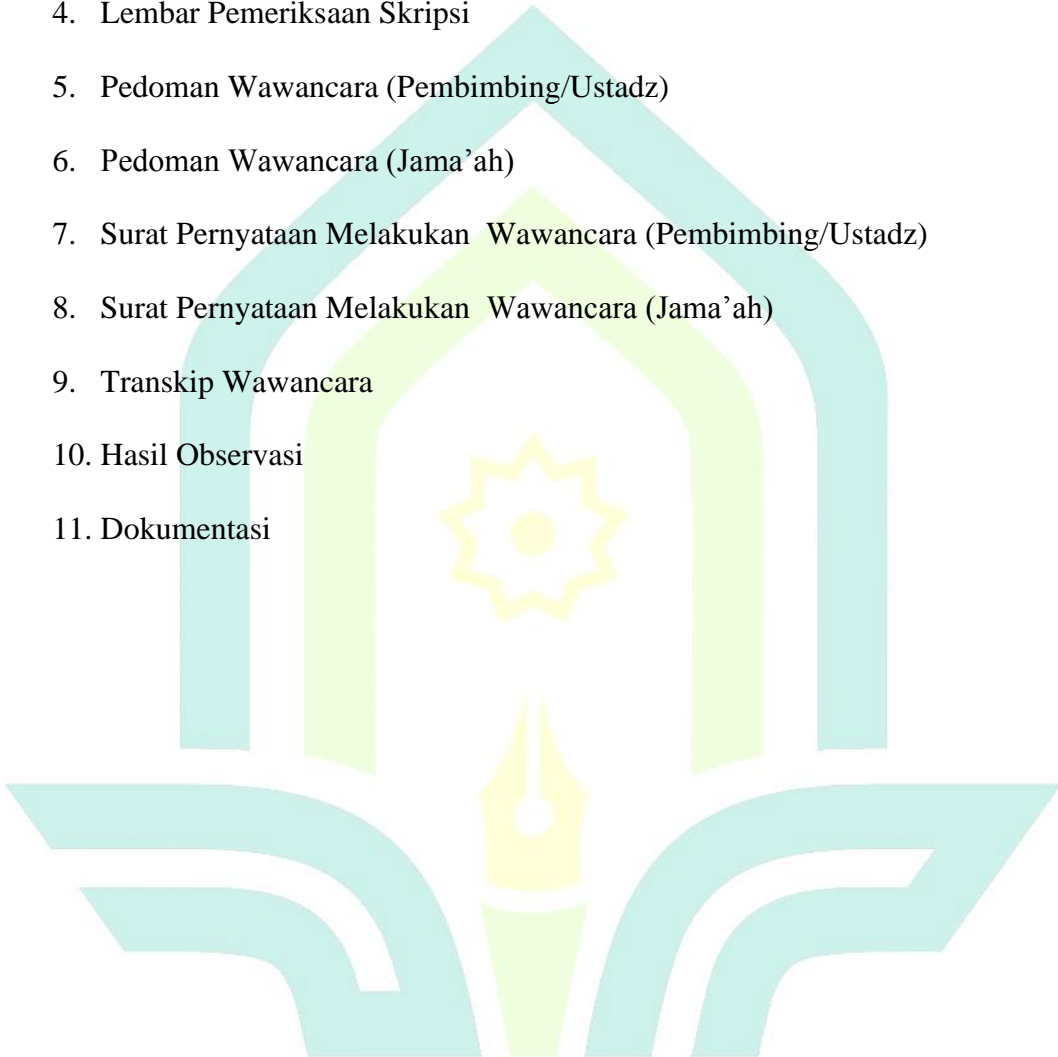 4. Lembar Pemeriksaan Skripsi
5. Pedoman Wawancara (Pembimbing/Ustadz)
6. Pedoman Wawancara (Jama’ah)
7. Surat Pernyataan Melakukan  Wawancara (Pembimbing/Ustadz)
8. Surat Pernyataan Melakukan  Wawancara (Jama’ah)
9. Transkip Wawancara
10. Hasil Observasi
11. Dokumentasi